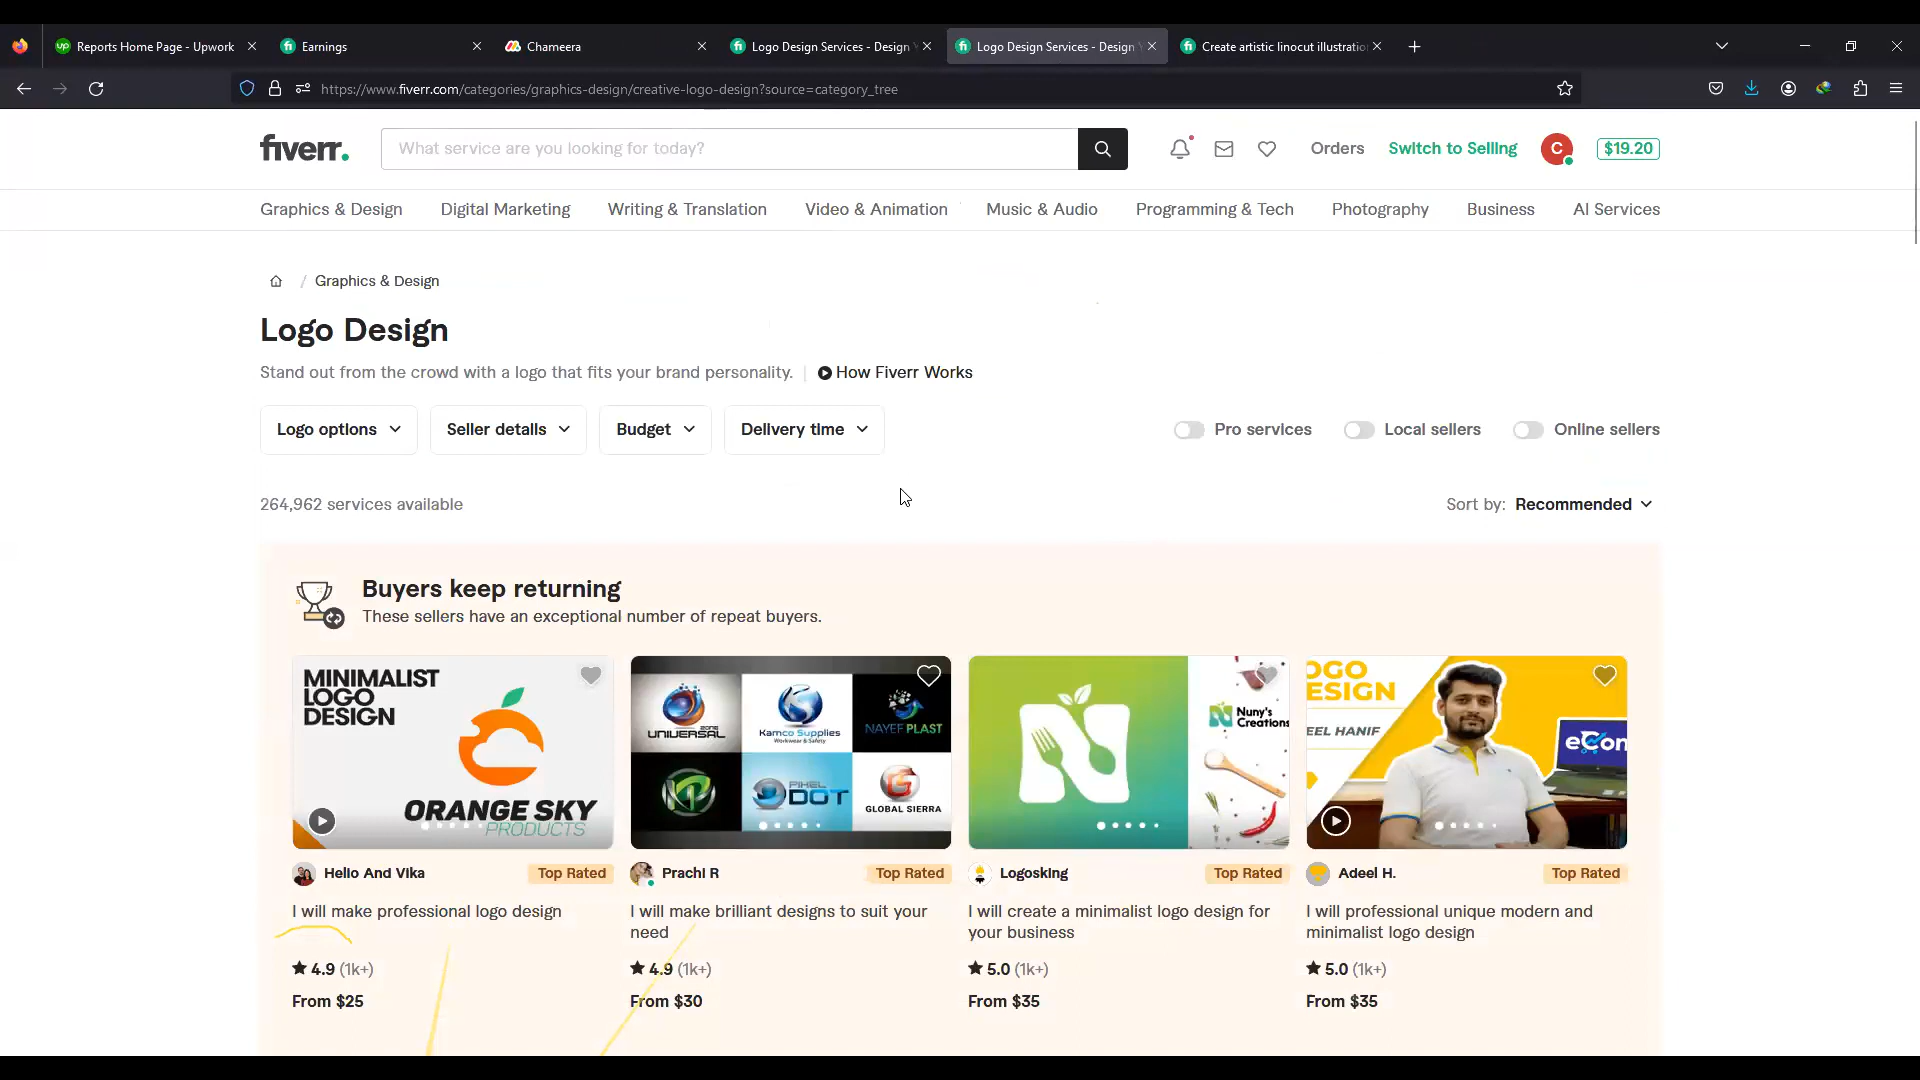 Reports Home Page - Upwork
Earnings
Chameera
Logo Design Services - Design
Logo Design Services - Design
Create artistic linocut illustration
https://www.fiverr.com/categories/graphics-design/creative-logo-design?source=category_tree
fiverr.
What service are you looking for today?
Orders
Switch to Selling
C
$19.20
Graphics & Design
Digital Marketing
Writing & Translation
Video & Animation
Music & Audio
Programming & Tech
Photography
Business
AI Services
/ Graphics & Design
Logo Design
Stand out from the crowd with a logo that fits your brand personality.
How Fiverr Works
Logo options
Seller details
Budget
Delivery time
Pro services
Local sellers
Online sellers
264,962 services available
Sort by: Recommended
Buyers keep returning
These sellers have an exceptional number of repeat buyers.
MINIMALIST
LOGO
DESIGN
ORANGE SKY
PRODUCTS
UNIVERSAL
ZONE
Kamco Supplies
Workwear & Safety
NAYEF PLAST
PIXEL
DOT
GLOBAL SIERRA
Nuny's
Creations
OGO
ESIGN
EEL HANIF
eCom
Hello And Vika
Top Rated
I will make professional logo design
4.9 (1k+)
From $25
Prachi R
Top Rated
I will make brilliant designs to suit your
need
4.9 (1k+)
From $30
Logosking
Top Rated
I will create a minimalist logo design for
your business
5.0 (1k+)
From $35
Adeel H.
Top Rated
I will professional unique modern and
minimalist logo design
5.0 (1k+)
From $35